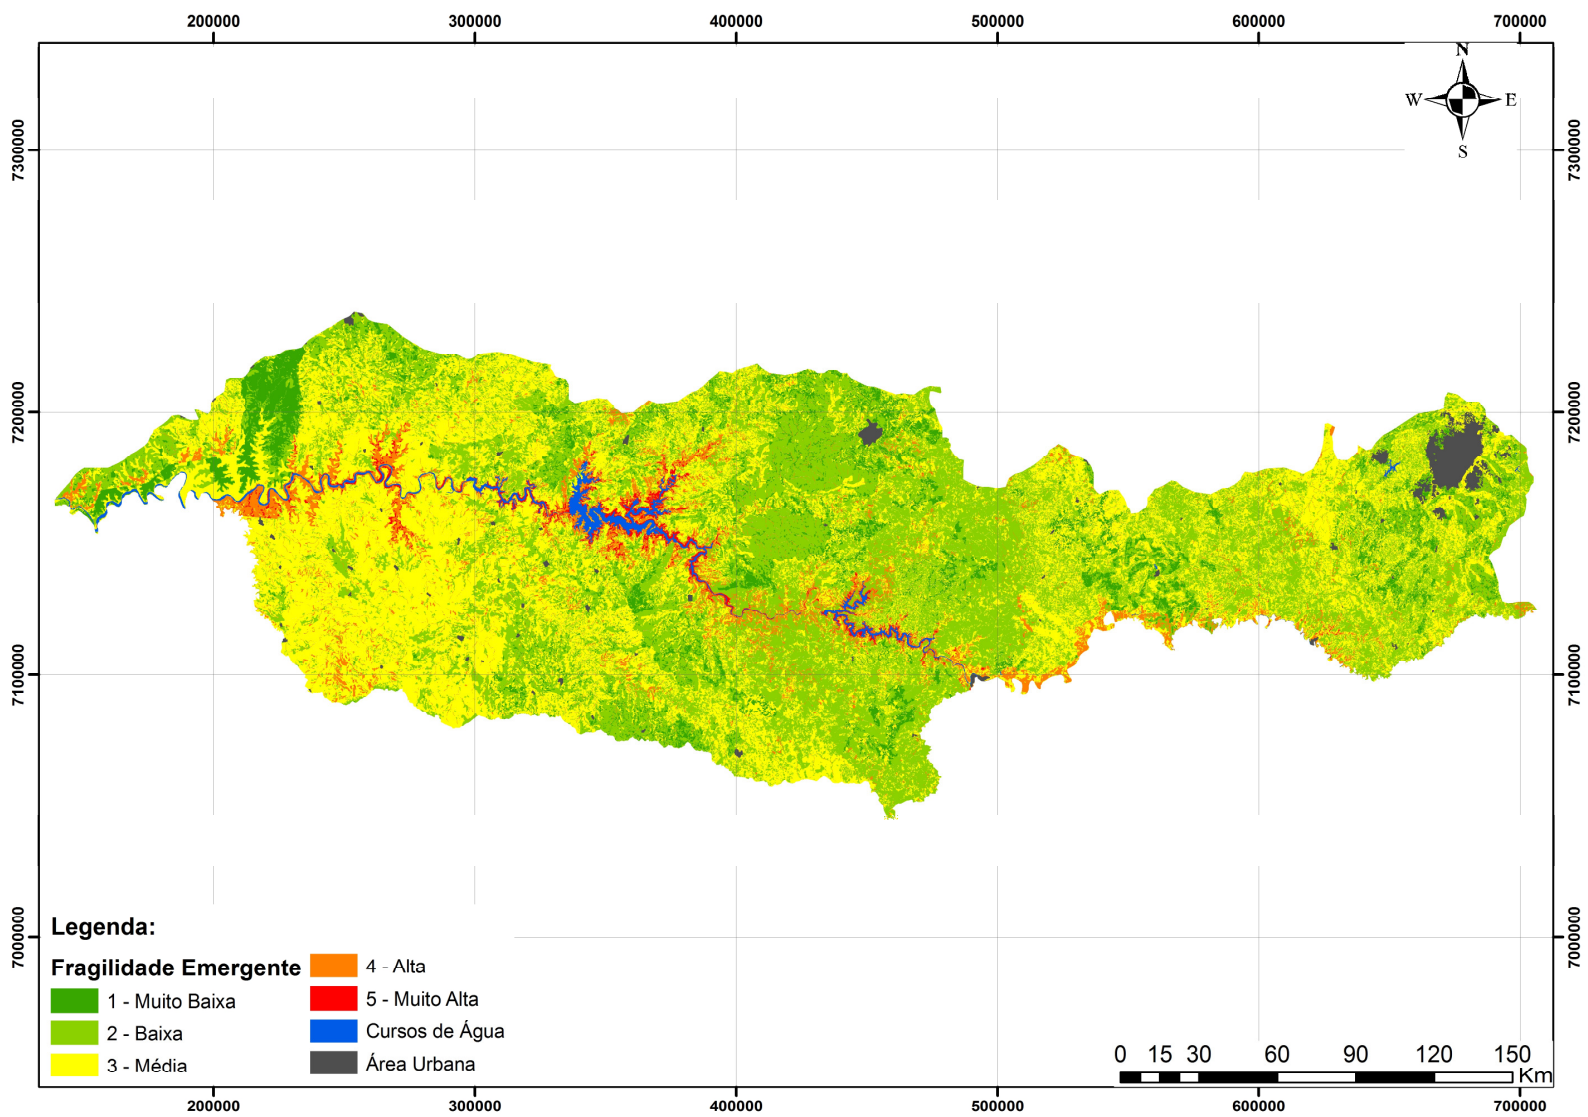 200000 300000 400000 500000 600000 700000
N
W E
S
7300000 7300000
7200000 7200000
7100000 7100000
7000000 7000000
Legenda:
Fragilidade Emergente
1 - Muito Baixa
2 - Baixa
3 - Média
4 - Alta
5 - Muito Alta
Cursos de Água
Área Urbana
0 15 30 60 90 120 150
Km
200000 300000 400000 500000 600000 700000